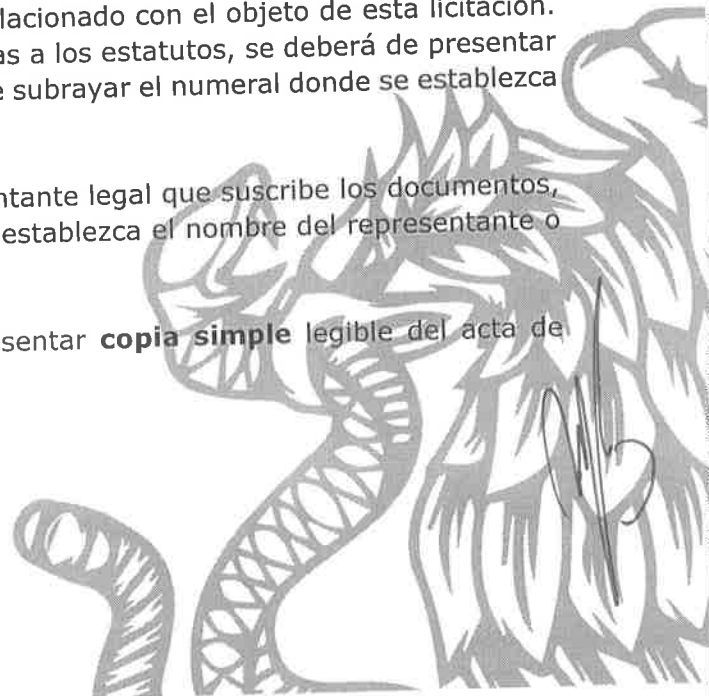 lacionado con el objeto de esta licitación.
as a los estatutos, se deberá de presentar
e subrayar el numeral donde se establezca
ntante legal que suscribe los documentos,
establezca el nombre del representante o
sentar copia simple legible del acta de